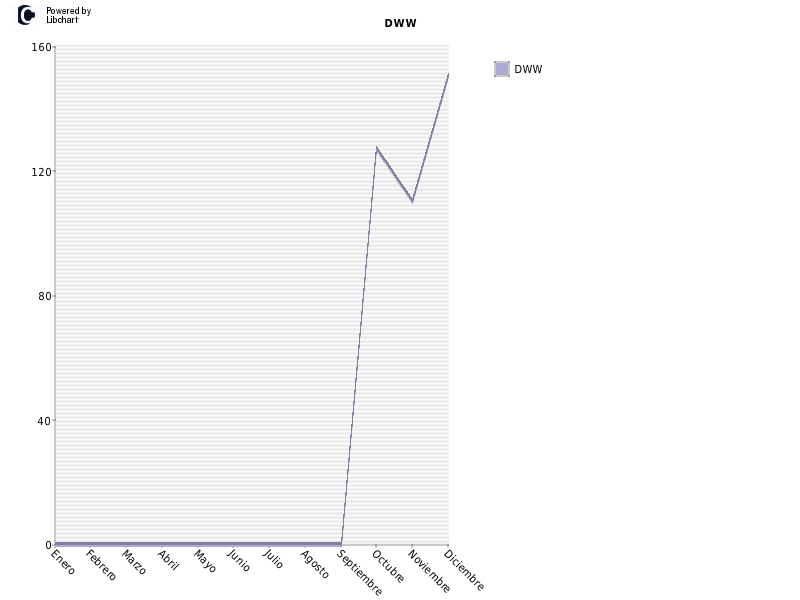 Powered by
Libchart
DWW
160
DWW
120
80
40
0
Enero
Febrero
Marzo
Abril
Mayo
Junio
Julio
Agosto
Septiembre
Octubre
Noviembre
Diciembre